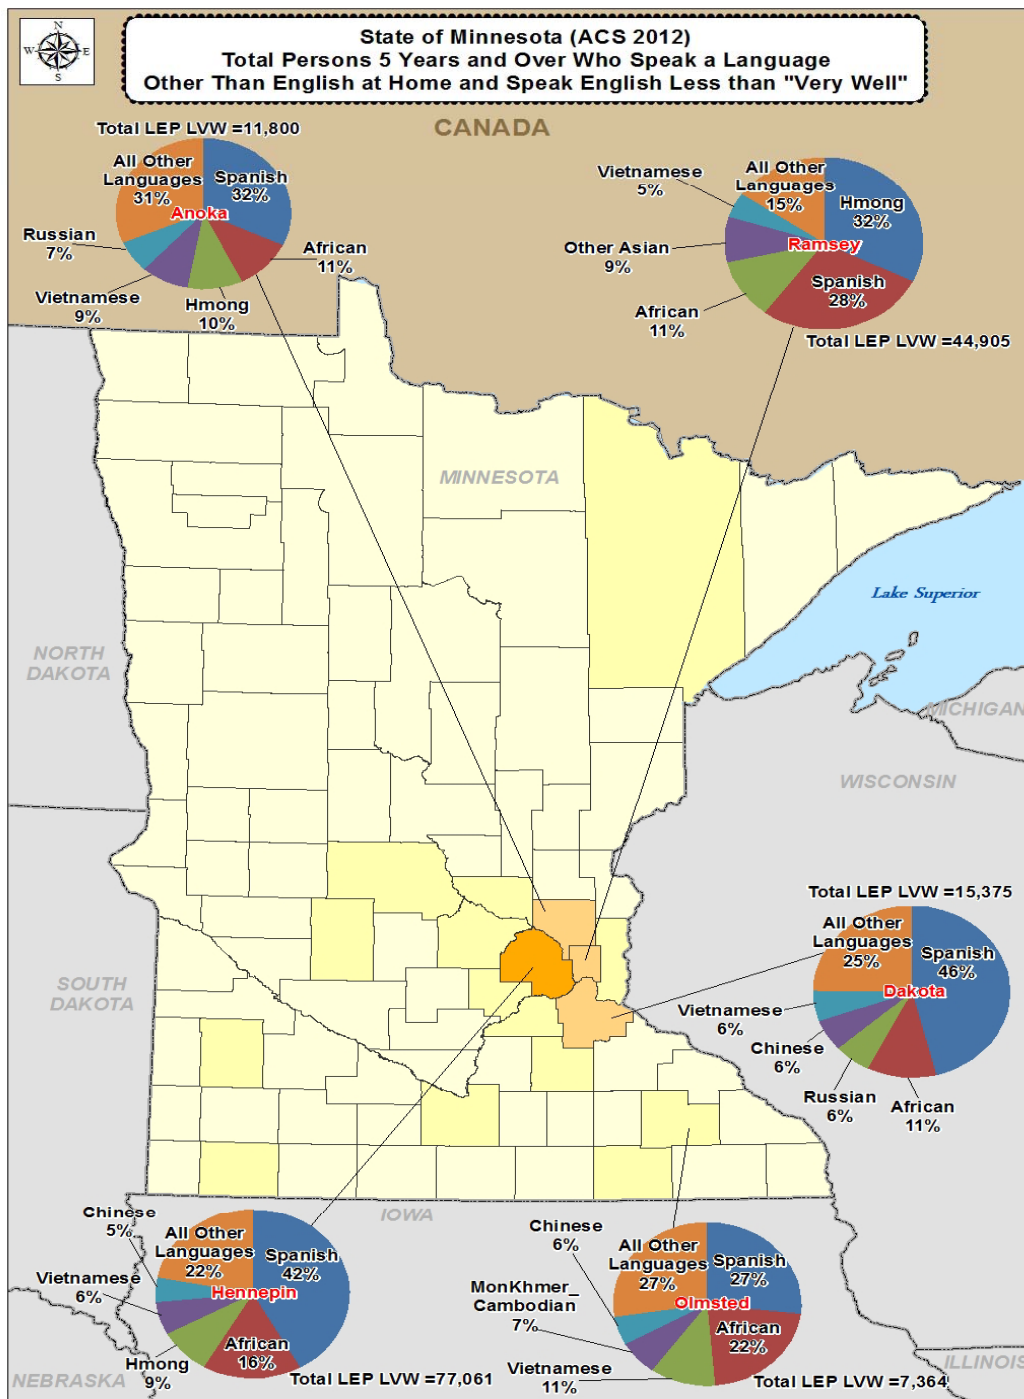 N
W E
S
State of Minnesota (ACS 2012)
Total Persons 5 Years and Over Who Speak a Language
Other Than English at Home and Speak English Less than "Very Well"
CANADA
Total LEP LVW =11,800
All Other
Languages
31%
Spanish
32%
Anoka
Russian
7%
African
11%
Vietnamese
9%
Hmong
10%
Vietnamese
5%
All Other
Languages
15%
Hmong
32%
Ramsey
Other Asian
9%
Spanish
28%
African
11%
Total LEP LVW =44,905
MINNESOTA
Lake Superior
NORTH
DAKOTA
MICHIGAN
WISCONSIN
SOUTH
DAKOTA
Total LEP LVW =15,375
All Other
Languages
25%
Spanish
46%
Dakota
Vietnamese
6%
Chinese
6%
Russian
6%
African
11%
IOWA
Chinese
5%
All Other
Languages
22%
Spanish
42%
Vietnamese
6%
Hennepin
African
16%
Hmong
9%
Total LEP LVW =77,061
Chinese
6%
All Other
Languages
27%
Spanish
27%
MonKhmer_
Cambodian
7%
Olmsted
African
22%
Vietnamese
11%
Total LEP LVW =7,364
NEBRASKA
ILLINOIS